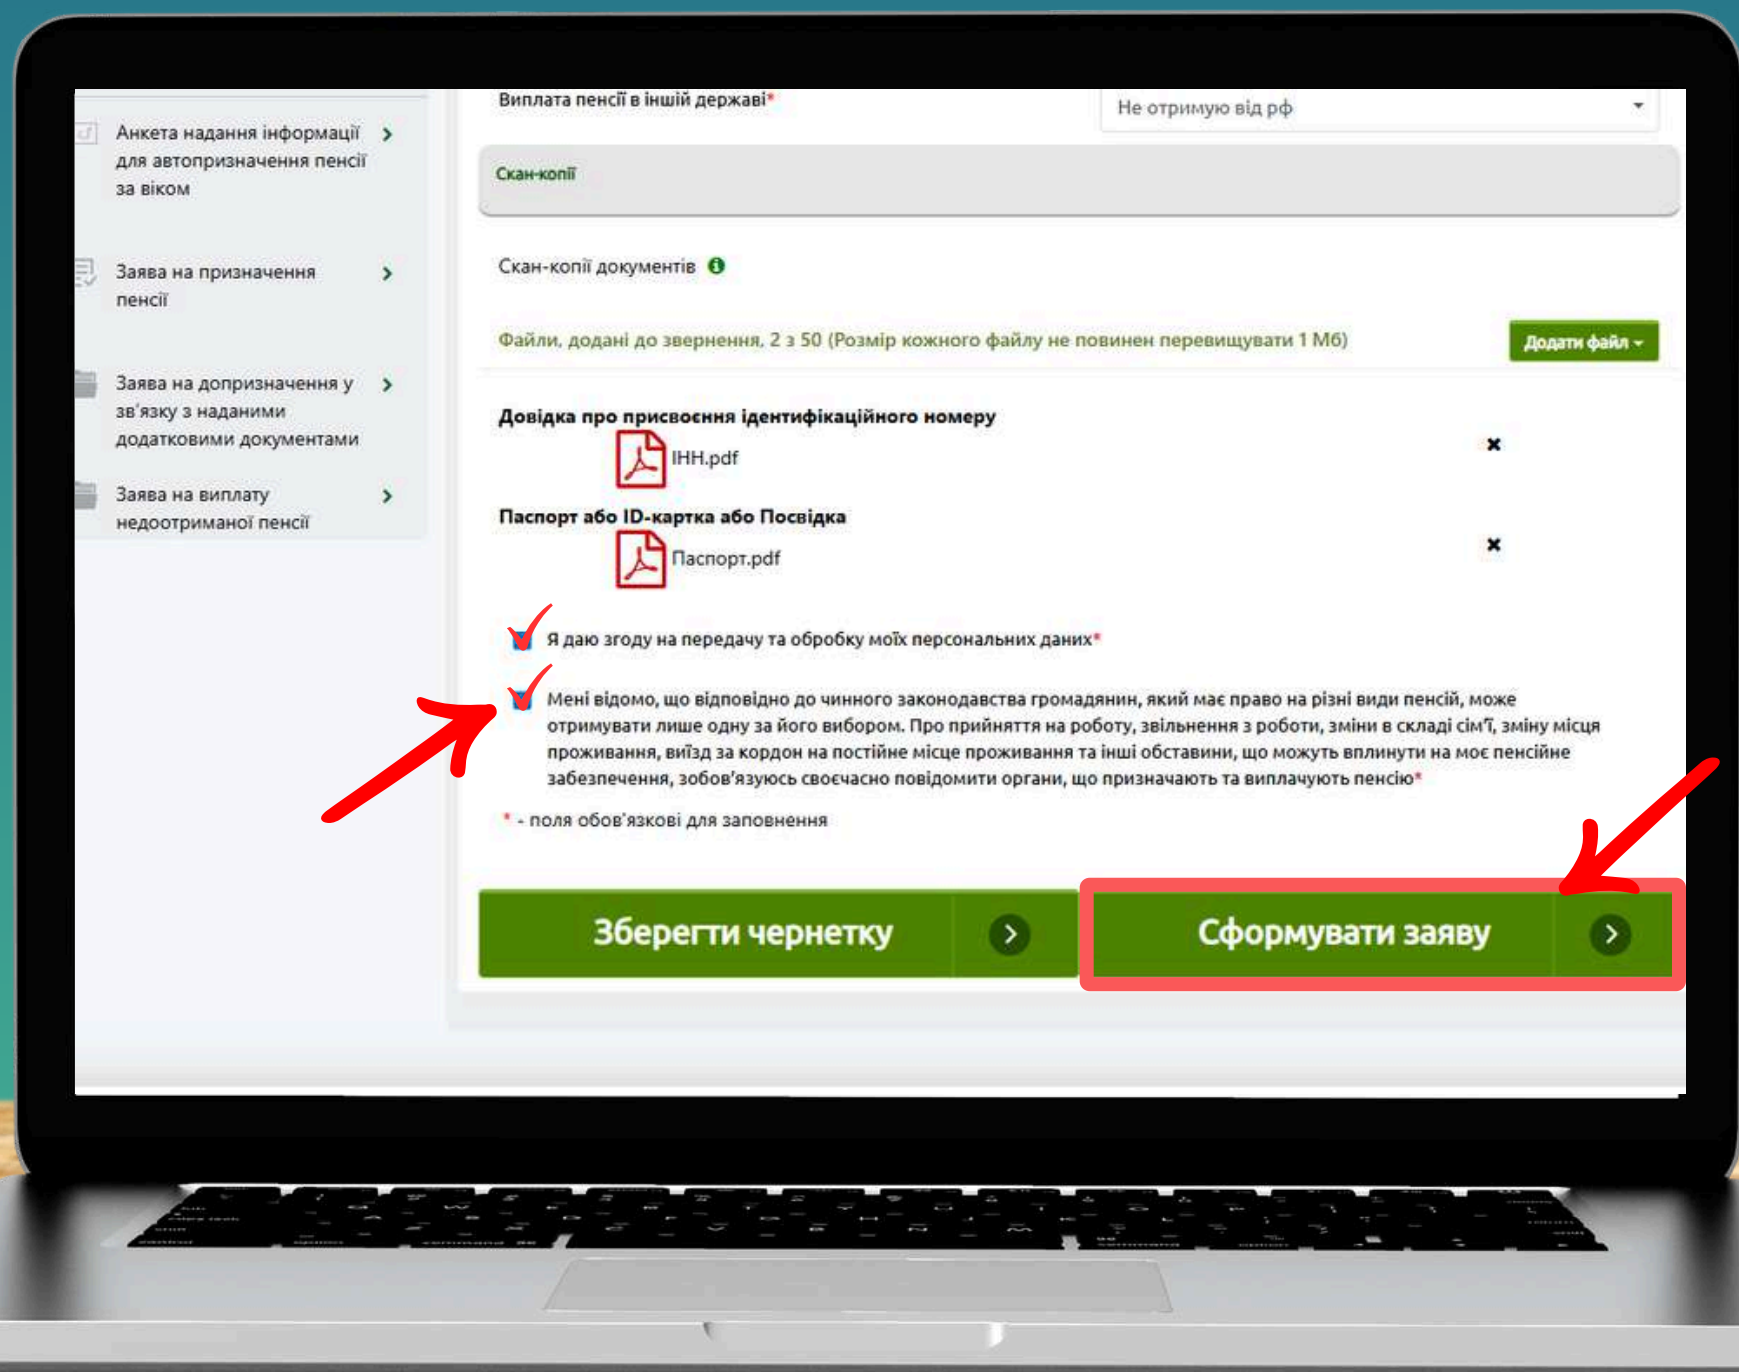 Анкета надання інформації
для автопризначення пенсії
за віком
Заява на призначення
пенсії
Заява на допризначення у
зв'язку з наданими
додатковими документами
Заява на виплату
недоотриманої пенсії
Виплата пенсії в іншій державі*
Не отримую від рф
Скан-копії
Скан-копії документів
Файли, додані до звернення, 2 з 50 (Розмір кожного файлу не повинен перевищувати 1 Мб)
Додати файл
Довідка про присвоєння ідентифікаційного номеру
ІНН.pdf
Паспорт або ID-картка або Посвідка
Паспорт.pdf
Я даю згоду на передачу та обробку моїх персональних даних*
Мені відомо, що відповідно до чинного законодавства громадянин, який має право на різні види пенсій, може
отримувати лише одну за його вибором. Про прийняття на роботу, звільнення з роботи, зміни в складі сім'ї, зміну місця
проживання, виїзд за кордон на постійне місце проживання та інші обставини, що можуть вплинути на моє пенсійне
забезпечення, зобов'язуюсь своєчасно повідомити органи, що призначають та виплачують пенсію*
* - поля обов'язкові для заповнення
Зберегти чернетку
Сформувати заяву